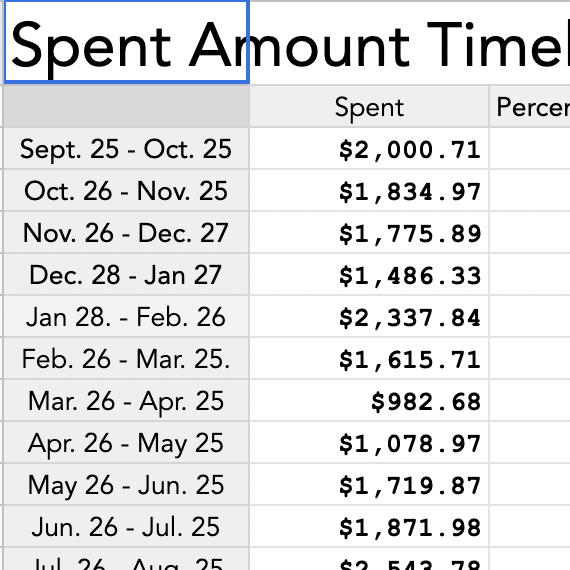 Spent Amount Timel
Spent Percen
Sept. 25 - Oct. 25 $2,000.71
Oct. 26 - Nov. 25 $1,834.97
Nov. 26 - Dec. 27 $1,775.89
Dec. 28 - Jan 27 $1,486.33
Jan 28. - Feb. 26 $2,337.84
Feb. 26 - Mar. 25. $1,615.71
Mar. 26 - Apr. 25 $982.68
Apr. 26 - May 25 $1,078.97
May 26 - Jun. 25 $1,719.87
Jun. 26 - Jul. 25 $1,871.98
Jul. 26 - Aug. 25 $2,543.78